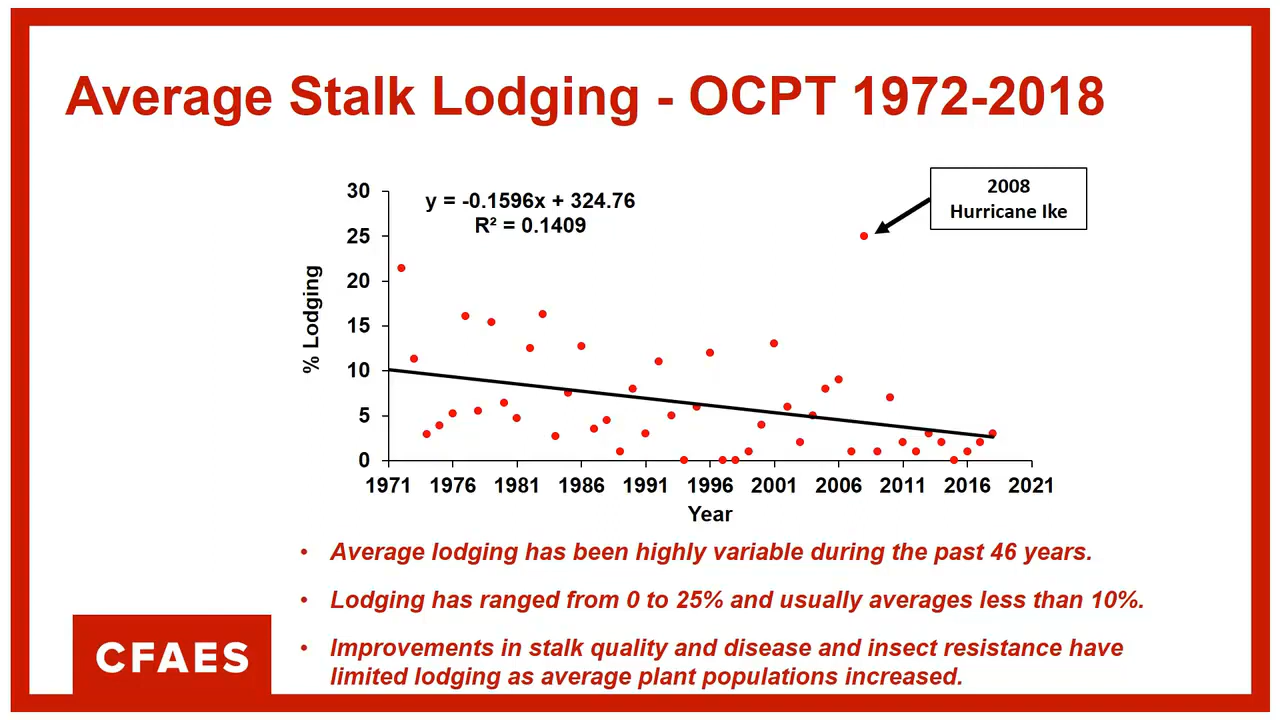 Average Stalk Lodging - OCPT 1972-2018
2008
Hurricane Ike
y = -0.1596x + 324.76
R² = 0.1409
% Lodging
30
25
20
15
10
5
0
1971 1976 1981 1986 1991 1996 2001 2006 2011 2016 2021
Year
• Average lodging has been highly variable during the past 46 years.
• Lodging has ranged from 0 to 25% and usually averages less than 10%.
• Improvements in stalk quality and disease and insect resistance have
limited lodging as average plant populations increased.
CFAES